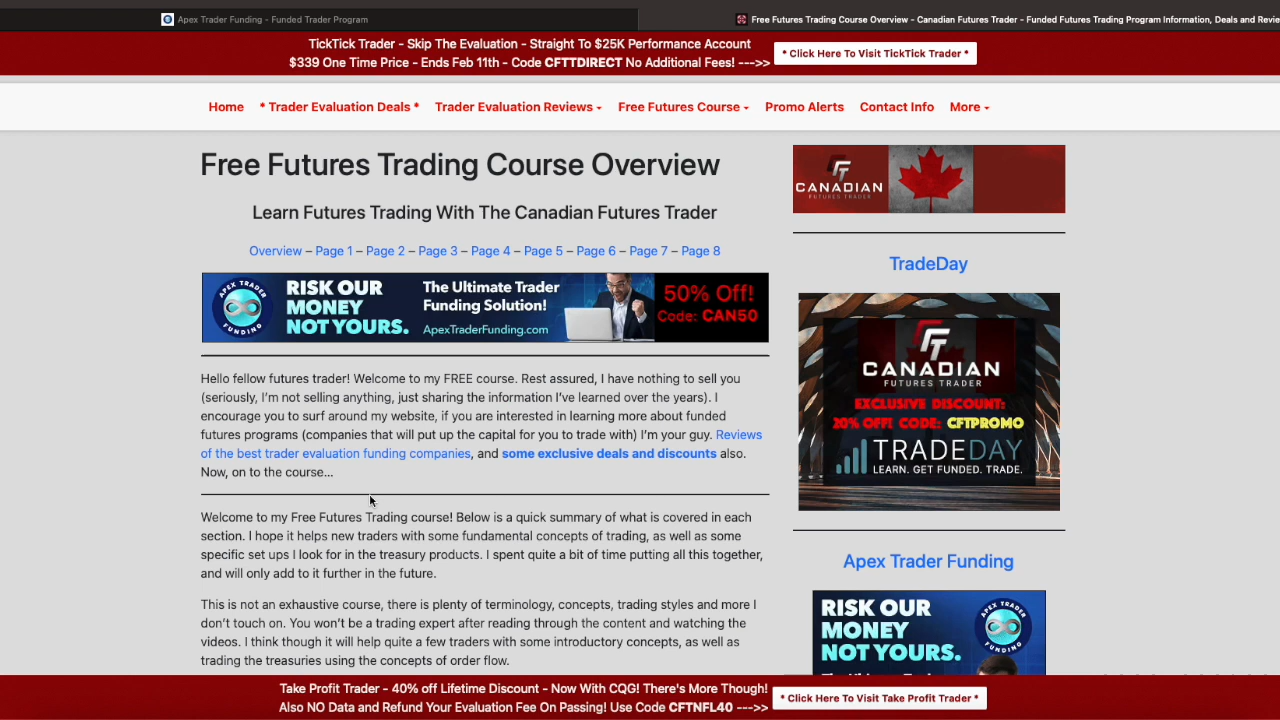 Apex Trader Funding - Funded Trader Program
Free Futures Trading Course Overview - Canadian Futures Trader - Funded Futures Trading Program Information, Deals and Revie
TickTick Trader - Skip The Evaluation - Straight To $25K Performance Account
$339 One Time Price - Ends Feb 11th - Code CFTTDIRECT No Additional Fees! --->>
* Click Here To Visit TickTick Trader *
Home * Trader Evaluation Deals * Trader Evaluation Reviews Free Futures Course Promo Alerts Contact Info More
Free Futures Trading Course Overview
Learn Futures Trading With The Canadian Futures Trader
Overview – Page 1 – Page 2 – Page 3 – Page 4 – Page 5 – Page 6 – Page 7 – Page 8
APEX TRADER FUNDING
RISK OUR
MONEY
NOT YOURS.
The Ultimate Trader
Funding Solution!
ApexTraderFunding.com
50% Off!
Code: CAN50
Hello fellow futures trader! Welcome to my FREE course. Rest assured, I have nothing to sell you
(seriously, I'm not selling anything, just sharing the information I've learned over the years). I
encourage you to surf around my website, if you are interested in learning more about funded
futures programs (companies that will put up the capital for you to trade with) I'm your guy. Reviews
of the best trader evaluation funding companies, and some exclusive deals and discounts also.
Now, on to the course…
Welcome to my Free Futures Trading course! Below is a quick summary of what is covered in each
section. I hope it helps new traders with some fundamental concepts of trading, as well as some
specific set ups I look for in the treasury products. I spent quite a bit of time putting all this together,
and will only add to it further in the future.
This is not an exhaustive course, there is plenty of terminology, concepts, trading styles and more I
don't touch on. You won't be a trading expert after reading through the content and watching the
videos. I think though it will help quite a few traders with some introductory concepts, as well as
trading the treasuries using the concepts of order flow.
CANADIAN
FUTURES TRADER
TradeDay
CANADIAN
FUTURES TRADER
EXCLUSIVE DISCOUNT:
20% OFF! CODE: CFTPROMO
TRADEDAY
LEARN. GET FUNDED. TRADE.
Apex Trader Funding
RISK OUR
MONEY
NOT YOURS.
APEX TRADER FUNDING
Take Profit Trader - 40% off Lifetime Discount - Now With CQG! There's More Though!
Also NO Data and Refund Your Evaluation Fee On Passing! Use Code CFTNFL40 --->>
* Click Here To Visit Take Profit Trader *